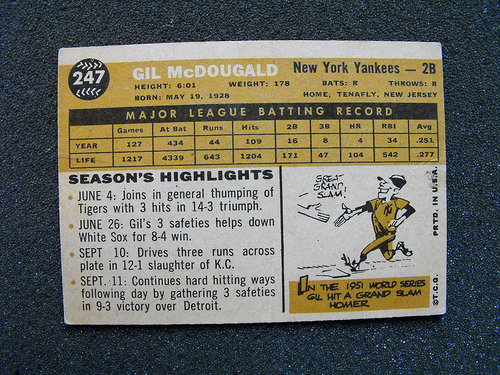 247
GIL McDOUGALD New York Yankees — 2B
HEIGHT: 6:01 WEIGHT: 178 BATS: R THROWS: R
BORN: MAY 19, 1928 HOME, TENAFLY, NEW JERSEY
MAJOR LEAGUE BATTING RECORD
Games At Bat Runs Hits 2B 3B HR RBI Avg
YEAR 127 434 44 109 16 8 4 34 .251
LIFE 1217 4339 643 1204 171 47 104 542 .277
SEASON'S HIGHLIGHTS
• JUNE 4: Joins in general thumping of
Tigers with 3 hits in 14-3 triumph.
• JUNE 26: Gil's 3 safeties helps down
White Sox for 8-4 win.
• SEPT 10: Drives three runs across
plate in 12-1 slaughter of K.C.
• SEPT. 11: Continues hard hitting ways
following day by gathering 3 safeties
in 9-3 victory over Detroit.
GREAT
GRAND
SLAM.
IN THE 1951 WORLD SERIES
GIL HIT A GRAND SLAM
HOMER
©T.C.G. PRTD. IN U.S.A.